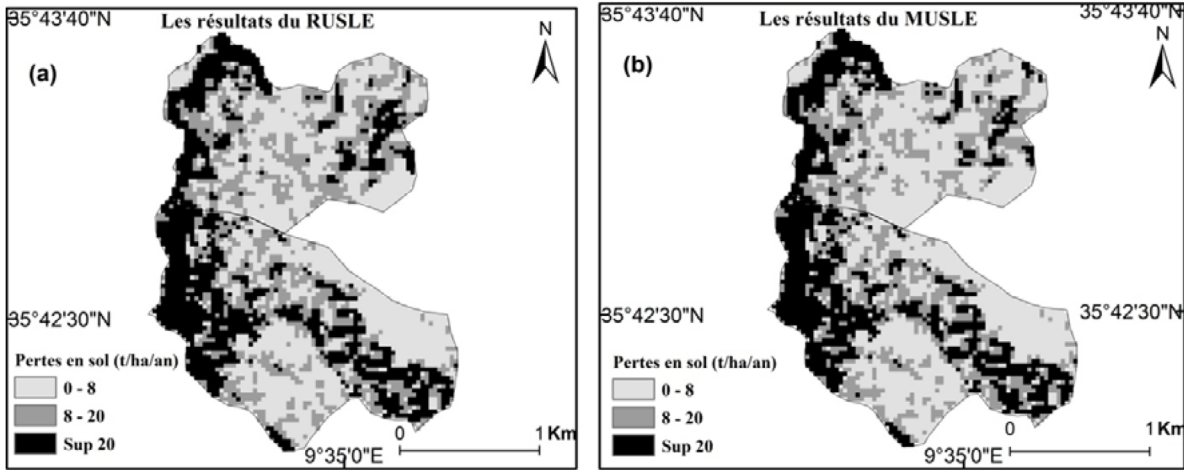 35°43'40"N
Les résultats du RUSLE
N
(a)
35°42'30"N
Pertes en sol (t/ha/an)
0 - 8
8 - 20
Sup 20
0
1 Km
9°35'0"E
35°43'40"N
Les résultats du MUSLE
35°43'40"N
N
(b)
35°42'30"N
35°42'30"N
Pertes en sol (t/ha/an)
0 - 8
8 - 20
Sup 20
0
1 Km
9°35'0"E